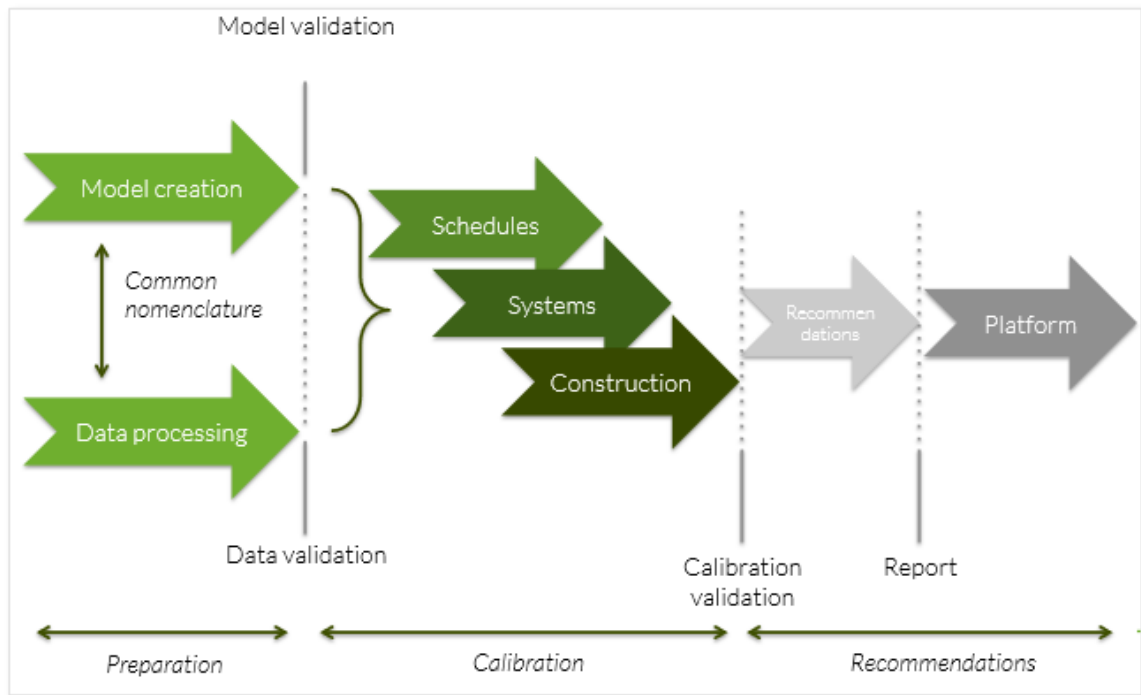 Model validation
Model creation
Common
nomenclature
Data processing
Data validation
Schedules
Systems
Construction
Recommen
dations
Platform
Calibration
validation
Report
Preparation
Calibration
Recommendations